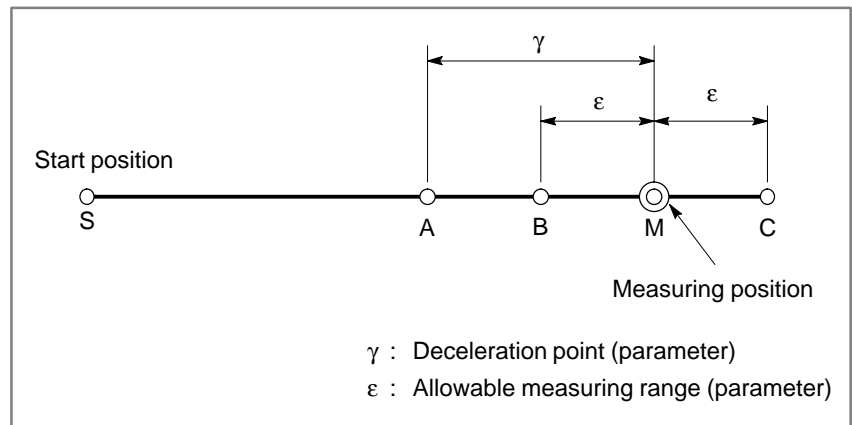 γ
ε ε
Start position
S A B M C
Measuring position
γ : Deceleration point (parameter)
ε : Allowable measuring range (parameter)